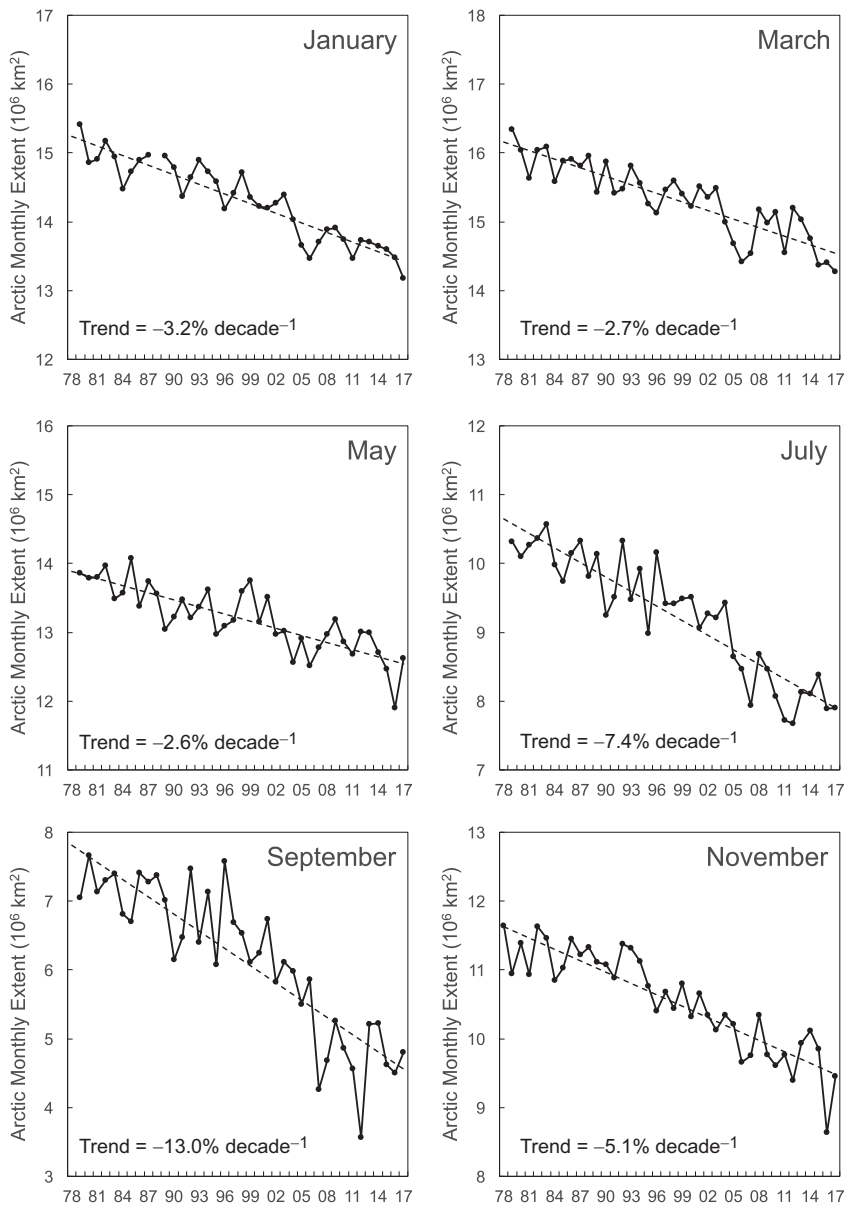 January
Arctic Monthly Extent (10⁶ km²)
17
16
15
14
13
12
Trend = −3.2% decade⁻¹
78 81 84 87 90 93 96 99 02 05 08 11 14 17
March
Arctic Monthly Extent (10⁶ km²)
18
17
16
15
14
13
Trend = −2.7% decade⁻¹
78 81 84 87 90 93 96 99 02 05 08 11 14 17
May
Arctic Monthly Extent (10⁶ km²)
16
15
14
13
12
11
Trend = −2.6% decade⁻¹
78 81 84 87 90 93 96 99 02 05 08 11 14 17
July
Arctic Monthly Extent (10⁶ km²)
12
11
10
9
8
7
Trend = −7.4% decade⁻¹
78 81 84 87 90 93 96 99 02 05 08 11 14 17
September
Arctic Monthly Extent (10⁶ km²)
8
7
6
5
4
3
Trend = −13.0% decade⁻¹
78 81 84 87 90 93 96 99 02 05 08 11 14 17
November
Arctic Monthly Extent (10⁶ km²)
13
12
11
10
9
8
Trend = −5.1% decade⁻¹
78 81 84 87 90 93 96 99 02 05 08 11 14 17